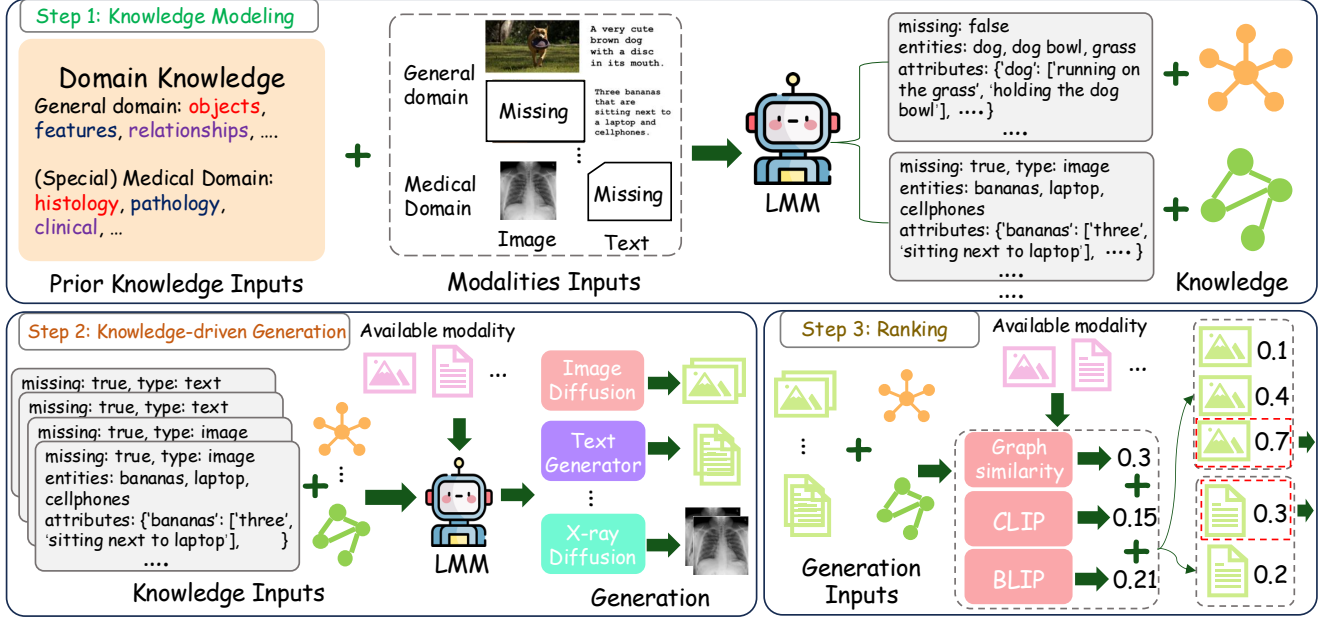 Step 1: Knowledge Modeling
Domain Knowledge
General domain: objects,
features, relationships, ....
(Special) Medical Domain:
histology, pathology,
clinical, ...
Prior Knowledge Inputs
General
domain
A very cute
brown dog
with a disc
in its mouth.
Missing
Three bananas
that are
sitting next to
a laptop and
cellphones.
Medical
Domain
Missing
Image
Text
Modalities Inputs
LMM
missing: false
entities: dog, dog bowl, grass
attributes: {‘dog’: [‘running on
the grass’, ‘holding the dog
bowl’], .... }
....
missing: true, type: image
entities: bananas, laptop,
cellphones
attributes: {‘bananas’: [‘three’,
‘sitting next to laptop’], .... }
....
....
Knowledge
Step 2: Knowledge-driven Generation
Available modality
...
missing: true, type: text
missing: true, type: text
missing: true, type: image
missing: true, type: image
entities: bananas, laptop,
cellphones
attributes: {‘bananas’: [‘three’,
‘sitting next to laptop’], }
....
Knowledge Inputs
LMM
Image
Diffusion
Text
Generator
X-ray
Diffusion
Generation
Step 3: Ranking
Available modality
...
Generation
Inputs
Graph
similarity
0.3
CLIP
0.15
BLIP
0.21
0.1
0.4
0.7
0.3
0.2